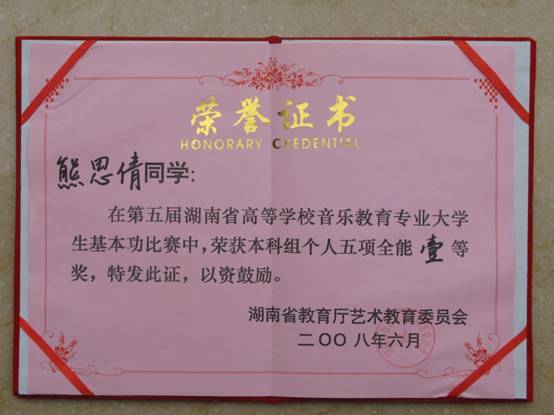 荣誉证书
HONORARY CREDENTIAL
熊思倩同学：
在第五届湖南省高等学校音乐教育专业大学
生基本功比赛中，荣获本科组个人五项全能壹等
奖，特发此证，以资鼓励。
湖南省教育厅艺术教育委员会
二〇〇八年六月